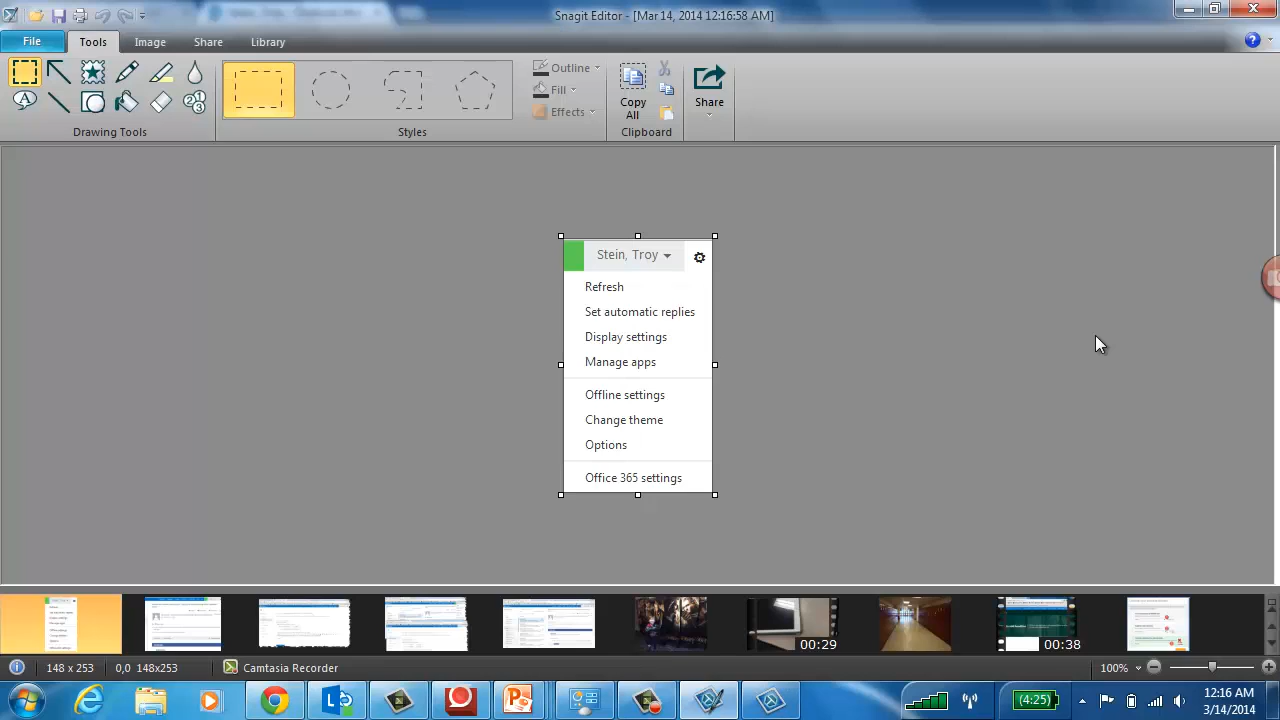 Snagit Editor - [Mar 14, 2014 12:16:58 AM]
File Tools Image Share Library
Outline
Fill
Effects
Copy All
Share
Drawing Tools
Styles
Clipboard
Stein, Troy
Refresh
Set automatic replies
Display settings
Manage apps
Offline settings
Change theme
Options
Office 365 settings
00:29
00:38
148 x 253
0,0 148x253
Camtasia Recorder
100%
(4:25)
12:16 AM
3/14/2014